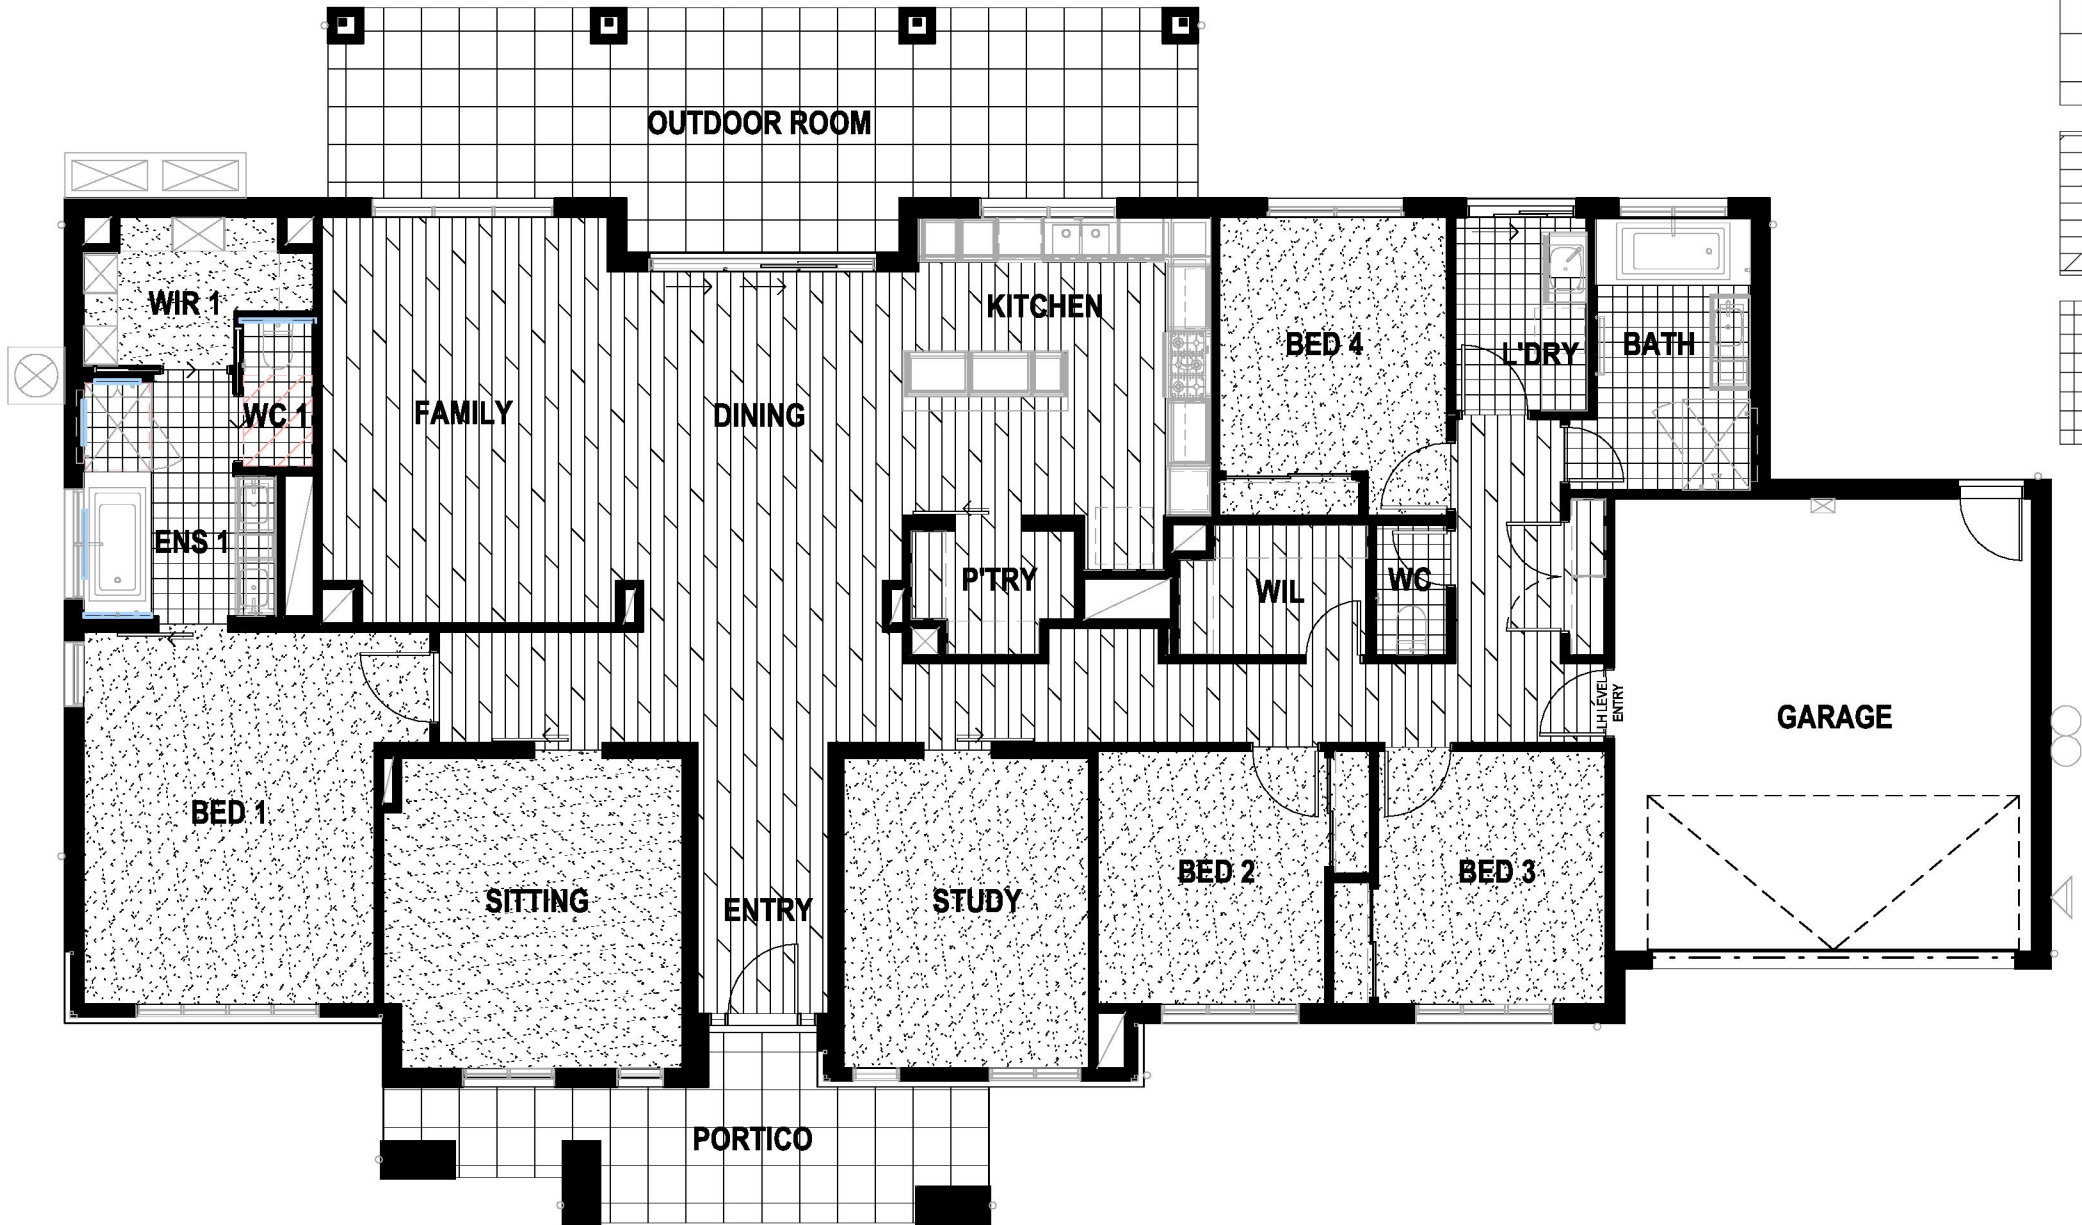 OUTDOOR ROOM
WIR 1
KITCHEN
BED 4
L'DRY
BATH
WC 1
FAMILY
DINING
ENS 1
P'TRY
WIL
WC
LH LEVEL
ENTRY
GARAGE
BED 1
SITTING
ENTRY
STUDY
BED 2
BED 3
PORTICO